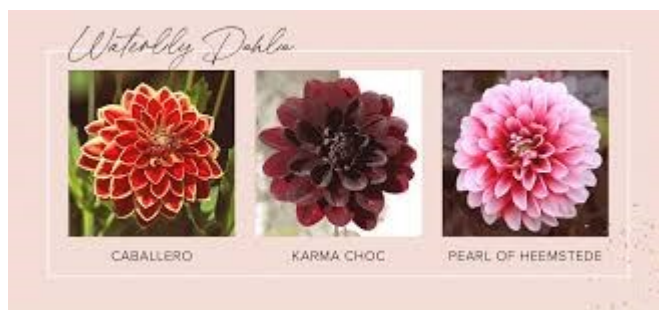 Waterlily Dahlia
CABALLERO
KARMA CHOC
PEARL OF HEEMSTEDE